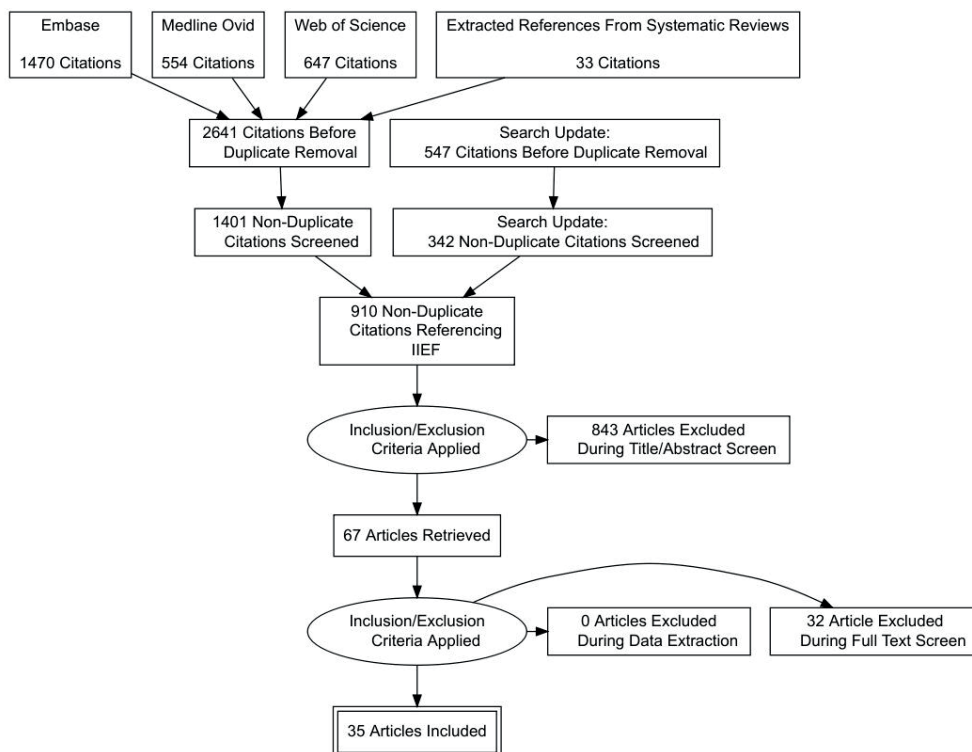 Embase
1470 Citations
Medline Ovid
554 Citations
Web of Science
647 Citations
Extracted References From Systematic Reviews
33 Citations
2641 Citations Before
Duplicate Removal
Search Update:
547 Citations Before Duplicate Removal
1401 Non-Duplicate
Citations Screened
Search Update:
342 Non-Duplicate Citations Screened
910 Non-Duplicate
Citations Referencing
IIEF
Inclusion/Exclusion
Criteria Applied
843 Articles Excluded
During Title/Abstract Screen
67 Articles Retrieved
Inclusion/Exclusion
Criteria Applied
0 Articles Excluded
During Data Extraction
32 Article Excluded
During Full Text Screen
35 Articles Included